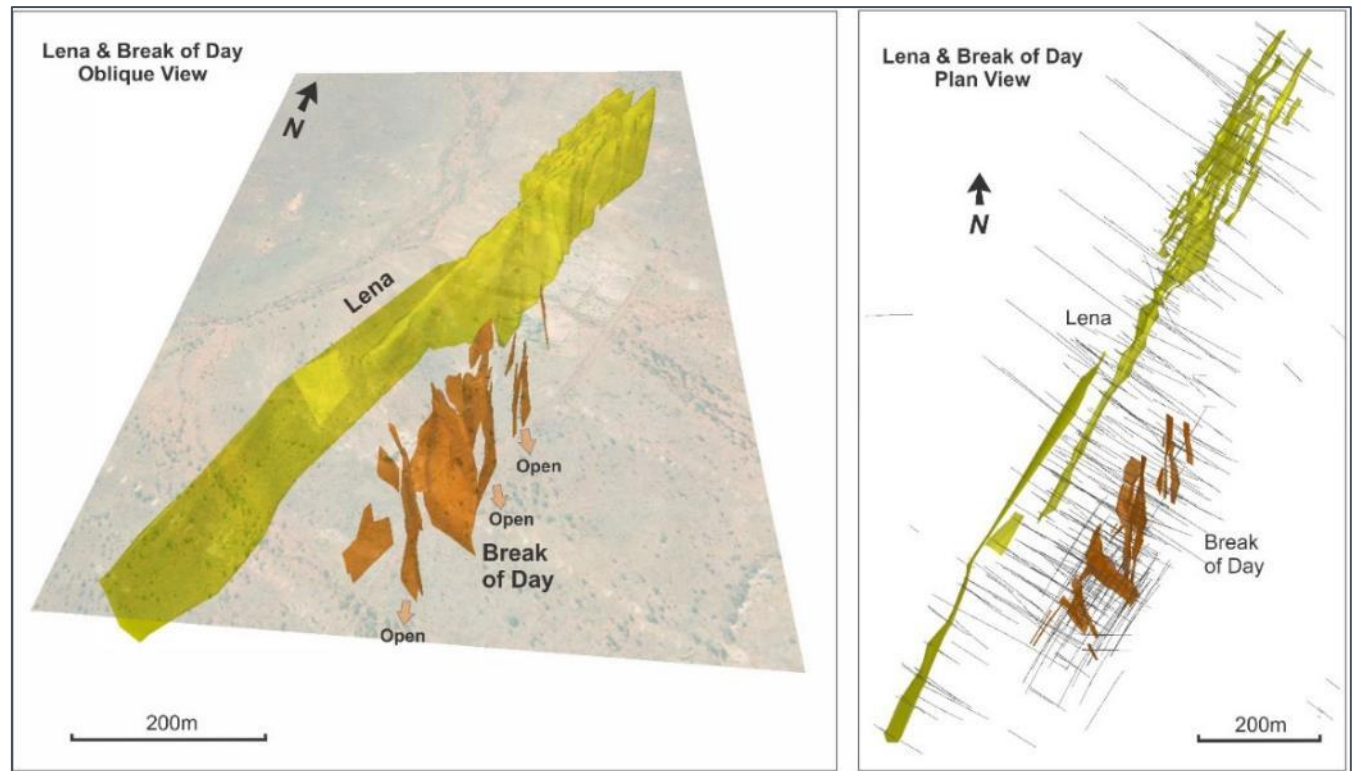 Lena & Break of Day
Oblique View
N
Lena
Open
Open
Break
of Day
Open
200m
Lena & Break of Day
Plan View
N
Lena
Break
of Day
200m